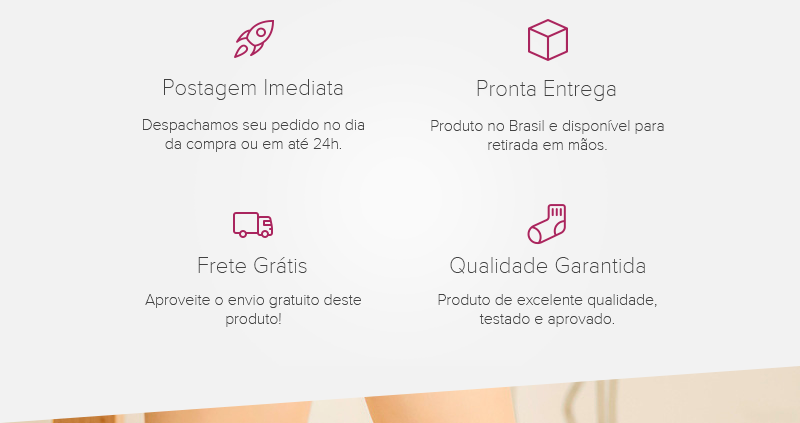 Postagem Imediata
Despachamos seu pedido no dia
da compra ou em até 24h.
Pronta Entrega
Produto no Brasil e disponível para
retirada em mãos.
Frete Grátis
Aproveite o envio gratuito deste
produto!
Qualidade Garantida
Produto de excelente qualidade,
testado e aprovado.